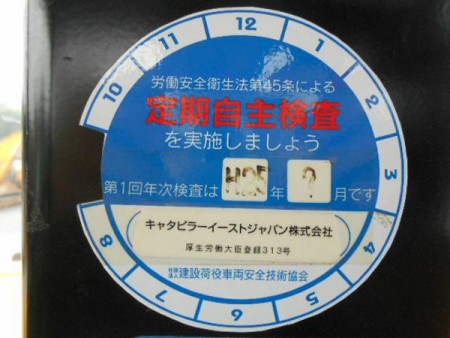 10 11 12 1 2 3 4 5 6 7 8
労働安全衛生法第45条による
定期自主検査
を実施しましょう
第1回年次検査は H25 年 7 月です
キャタピラーイーストジャパン株式会社
厚生労働大臣登録313号
建設荷役車両安全技術協会